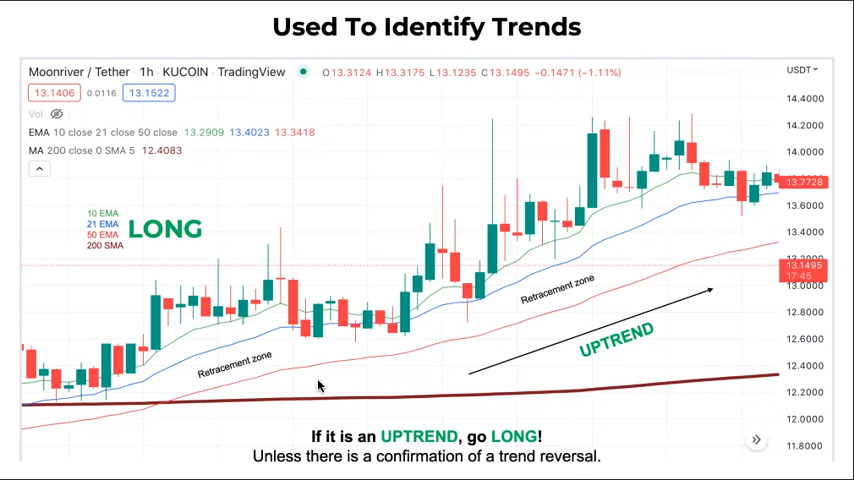 Used To Identify Trends
Moonriver / Tether · 1h · KUCOIN · TradingView O13.3124 H13.3175 L13.1235 C13.1495 -0.1471 (-1.11%) USDT
13.1406 0.0116 13.1522
Vol
EMA 10 close 21 close 50 close 13.2909 13.4023 13.3418
MA 200 close 0 SMA 5 12.4083
14.4000
14.2000
14.0000
13.7728
13.6000
13.4000
13.2000
13.1495
17:45
13.0000
12.8000
12.6000
12.4000
12.2000
12.0000
11.8000
10 EMA
21 EMA
50 EMA
200 SMA
LONG
Retracement zone
Retracement zone
UPTREND
If it is an UPTREND, go LONG!
Unless there is a confirmation of a trend reversal.